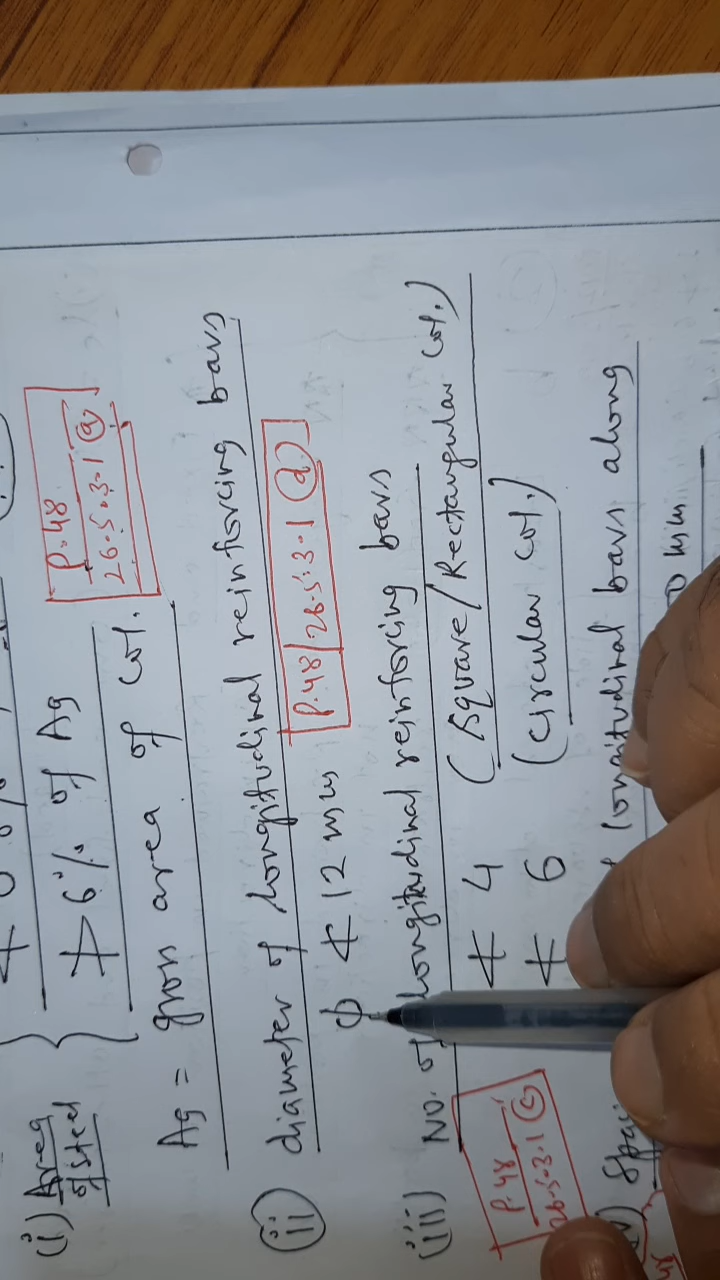 (i) Area
of steel
≯ 6% of Ag
P.48
26.5.3.1 (a)
Ag = gross area of col.
(ii) diameter of longitudinal reinforcing bars
ϕ ≮ 12 mm P.48/26.5.3.1 (d)
(iii) No. of longitudinal reinforcing bars
≮ 4 (Square/Rectangular col.)
≮ 6 (circular col.)
P.48
26.5.3.1
longitudinal bars along
mm